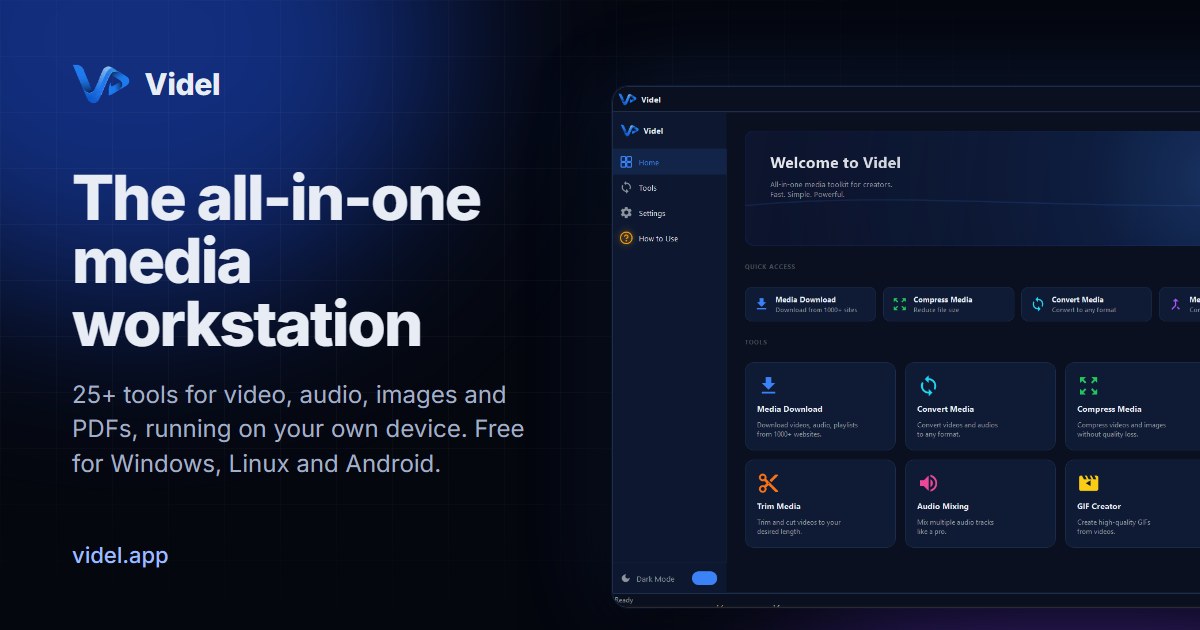 Videl
The all-in-one
media
workstation
25+ tools for video, audio, images and
PDFs, running on your own device. Free
for Windows, Linux and Android.
videl.app
Videl
Videl
Home
Tools
Settings
How to Use
Dark Mode
Ready
Welcome to Videl
All-in-one media toolkit for creators.
Fast. Simple. Powerful.
QUICK ACCESS
Media Download
Download from 1000+ sites
Compress Media
Reduce file size
Convert Media
Convert to any format
TOOLS
Media Download
Download videos, audio, playlists
from 1000+ websites.
Convert Media
Convert videos and audios
to any format.
Compress Media
Compress videos and images
without quality loss.
Trim Media
Trim and cut videos to your
desired length.
Audio Mixing
Mix multiple audio tracks
like a pro.
GIF Creator
Create high-quality GIFs
from videos.